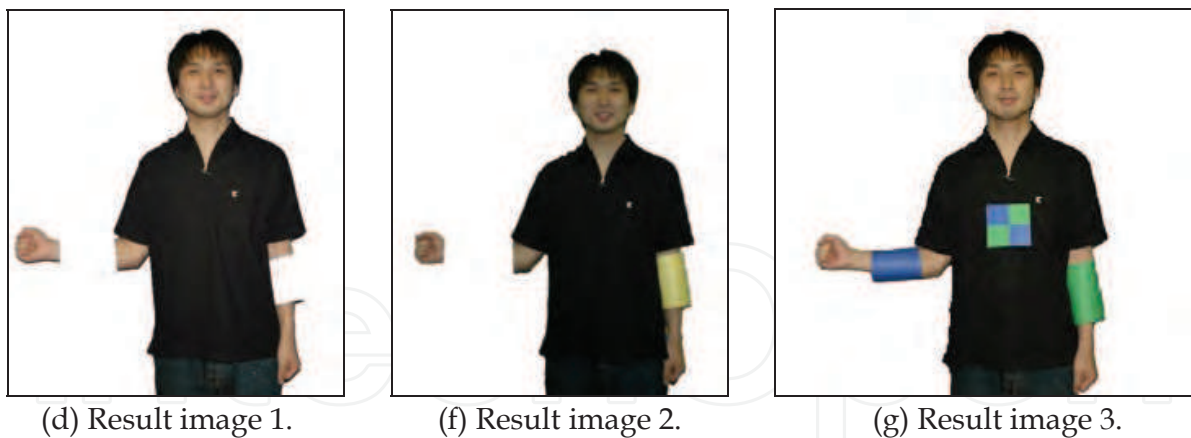 (d) Result image 1.
(f) Result image 2.
(g) Result image 3.